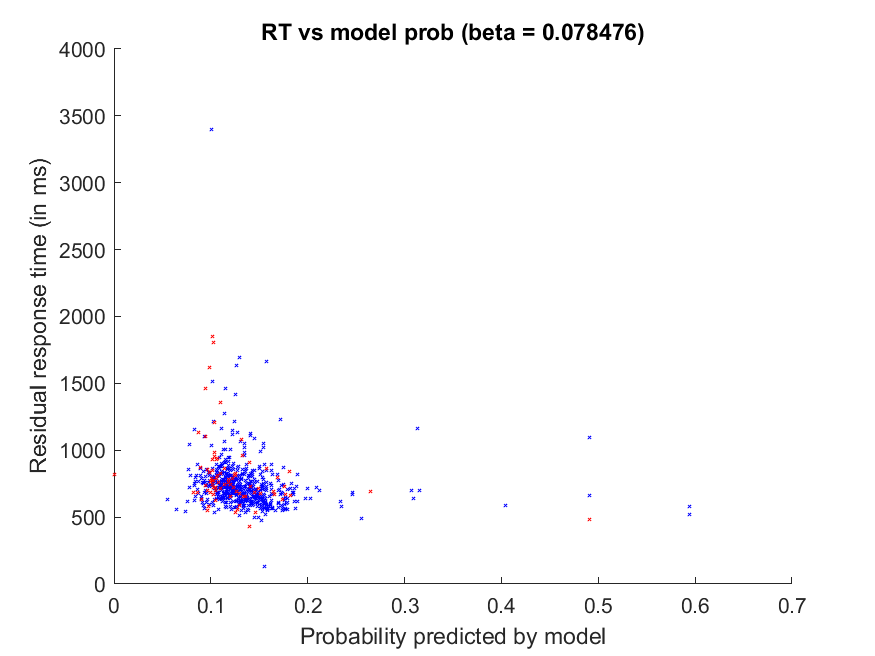 RT vs model prob (beta = 0.078476)
4000
3500
3000
2500
2000
1500
1000
500
0
Residual response time (in ms)
0 0.1 0.2 0.3 0.4 0.5 0.6 0.7
Probability predicted by model